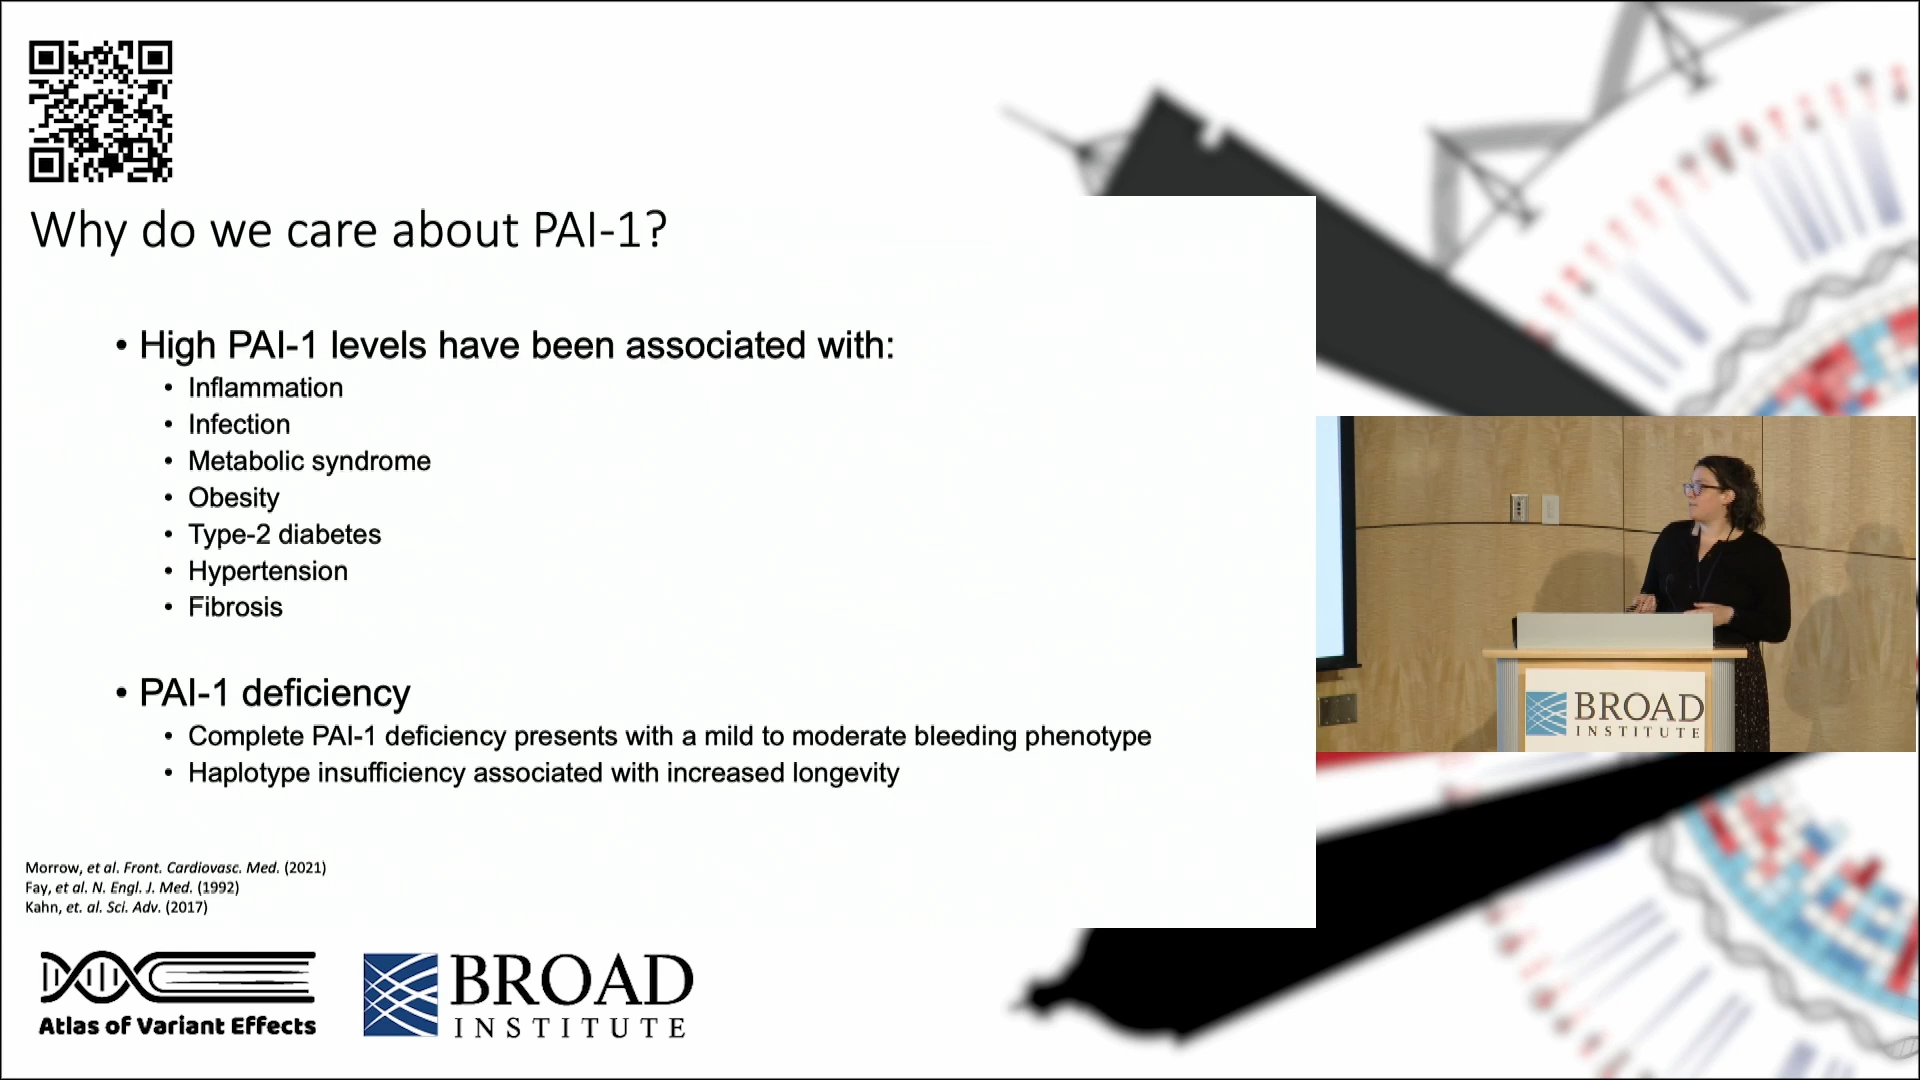 Why do we care about PAI-1?
• High PAI-1 levels have been associated with:
• Inflammation
• Infection
• Metabolic syndrome
• Obesity
• Type-2 diabetes
• Hypertension
• Fibrosis
• PAI-1 deficiency
• Complete PAI-1 deficiency presents with a mild to moderate bleeding phenotype
• Haplotype insufficiency associated with increased longevity
Morrow, et al. Front. Cardiovasc. Med. (2021)
Fay, et al. N. Engl. J. Med. (1992)
Kahn, et. al. Sci. Adv. (2017)
Atlas of Variant Effects
BROAD
INSTITUTE
BROAD
INSTITUTE